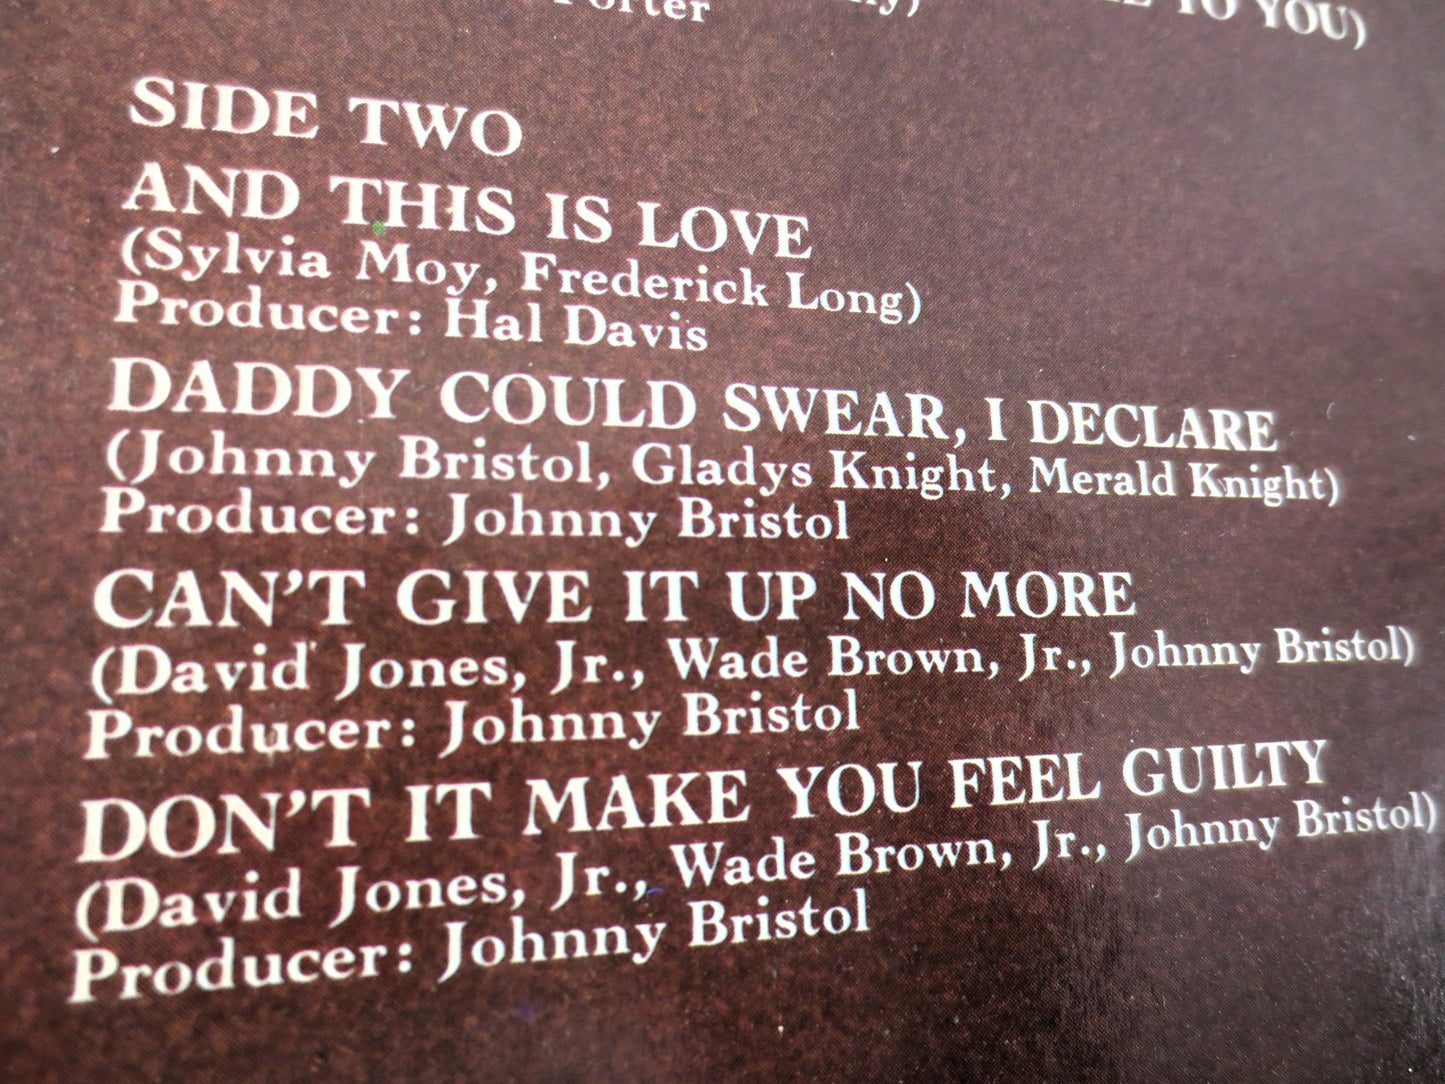 TO YOU)
Porter
SIDE TWO
AND THIS IS LOVE
(Sylvia Moy, Frederick Long)
Producer: Hal Davis
DADDY COULD SWEAR, I DECLARE
(Johnny Bristol, Gladys Knight, Merald Knight)
Producer: Johnny Bristol
CAN'T GIVE IT UP NO MORE
(David Jones, Jr., Wade Brown, Jr., Johnny Bristol)
Producer: Johnny Bristol
DON'T IT MAKE YOU FEEL GUILTY
(David Jones, Jr., Wade Brown, Jr., Johnny Bristol)
Producer: Johnny Bristol